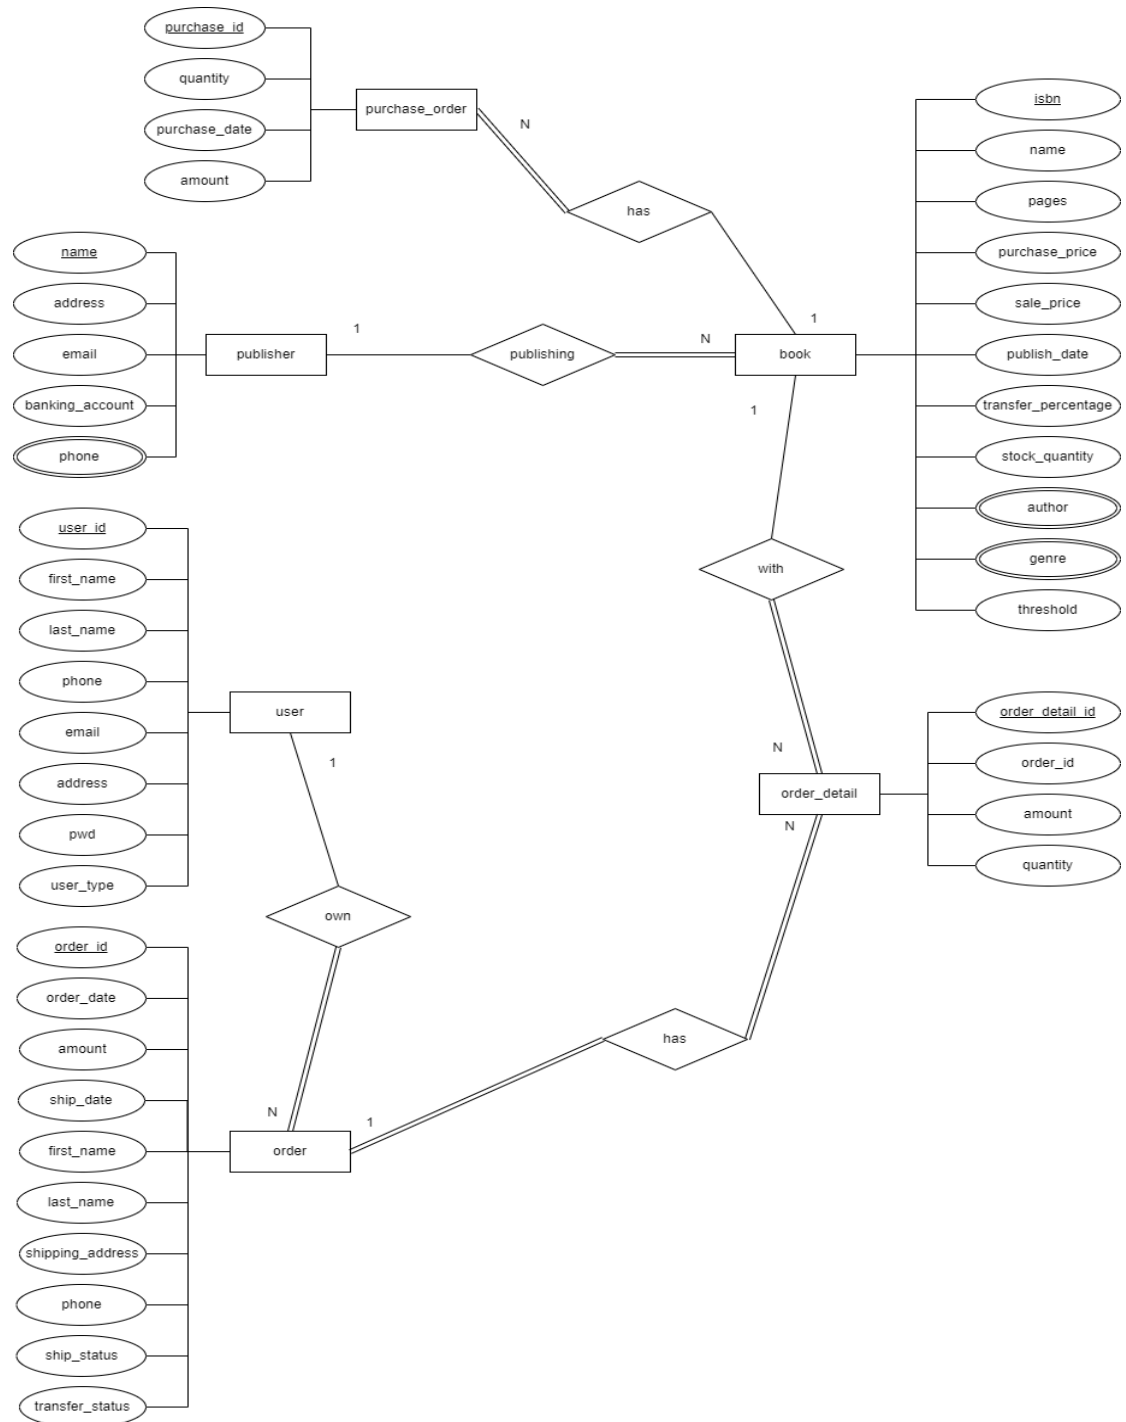 purchase_id
quantity
purchase_date
amount
purchase_order
N
has
isbn
name
pages
purchase_price
sale_price
publish_date
transfer_percentage
stock_quantity
author
genre
threshold
name
address
email
banking_account
phone
publisher
1
publishing
N
book
1
1
with
N
user_id
first_name
last_name
phone
email
address
pwd
user_type
user
1
own
N
order_detail
N
order_detail_id
order_id
amount
quantity
order_id
order_date
amount
ship_date
first_name
last_name
shipping_address
phone
ship_status
transfer_status
order
1
has